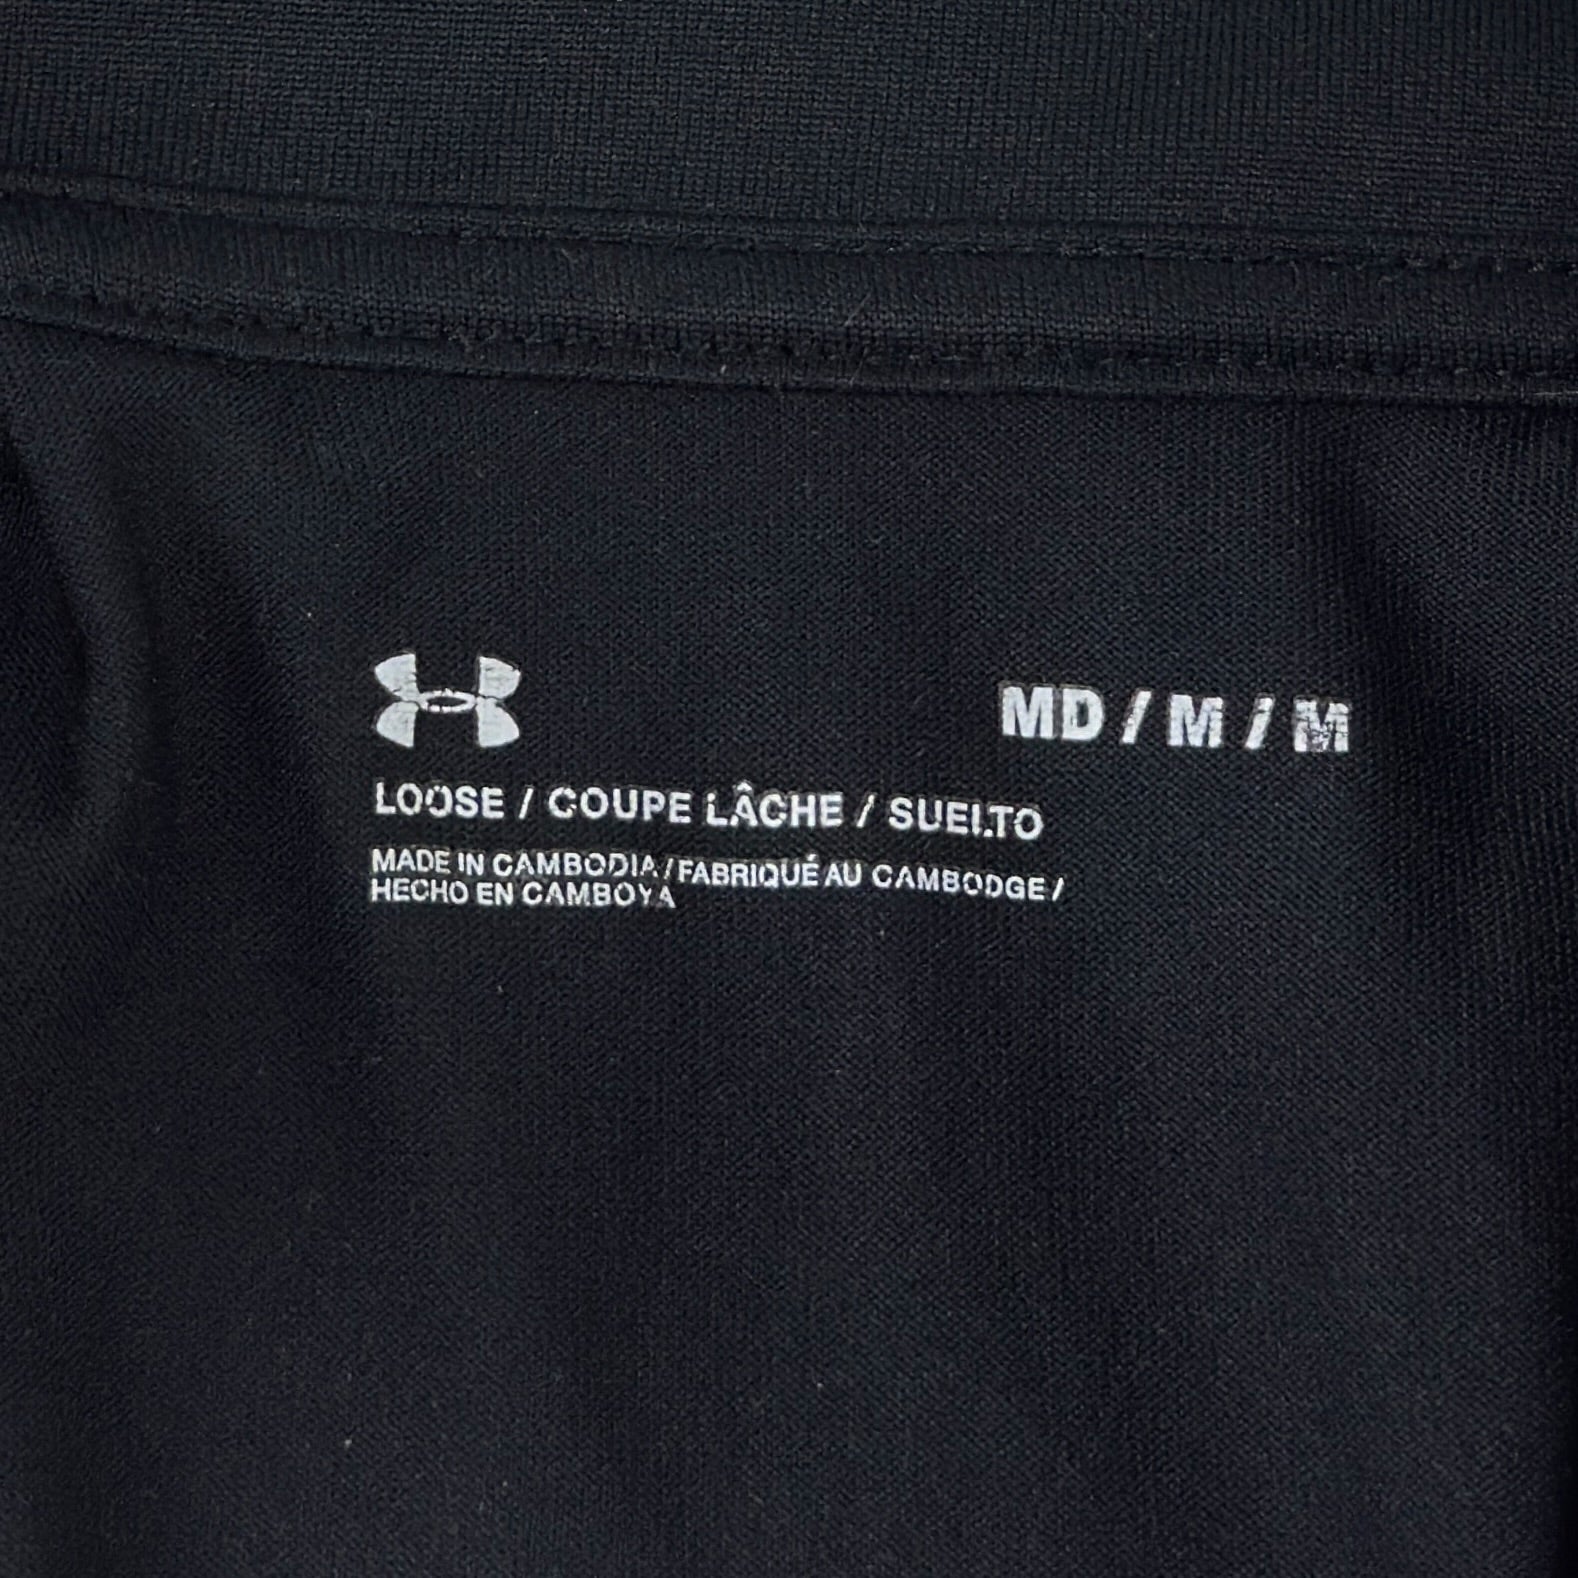 MD / M / M
LOOSE / COUPE LÂCHE / SUELTO
MADE IN CAMBODIA / FABRIQUÉ AU CAMBODGE /
HECHO EN CAMBOYA